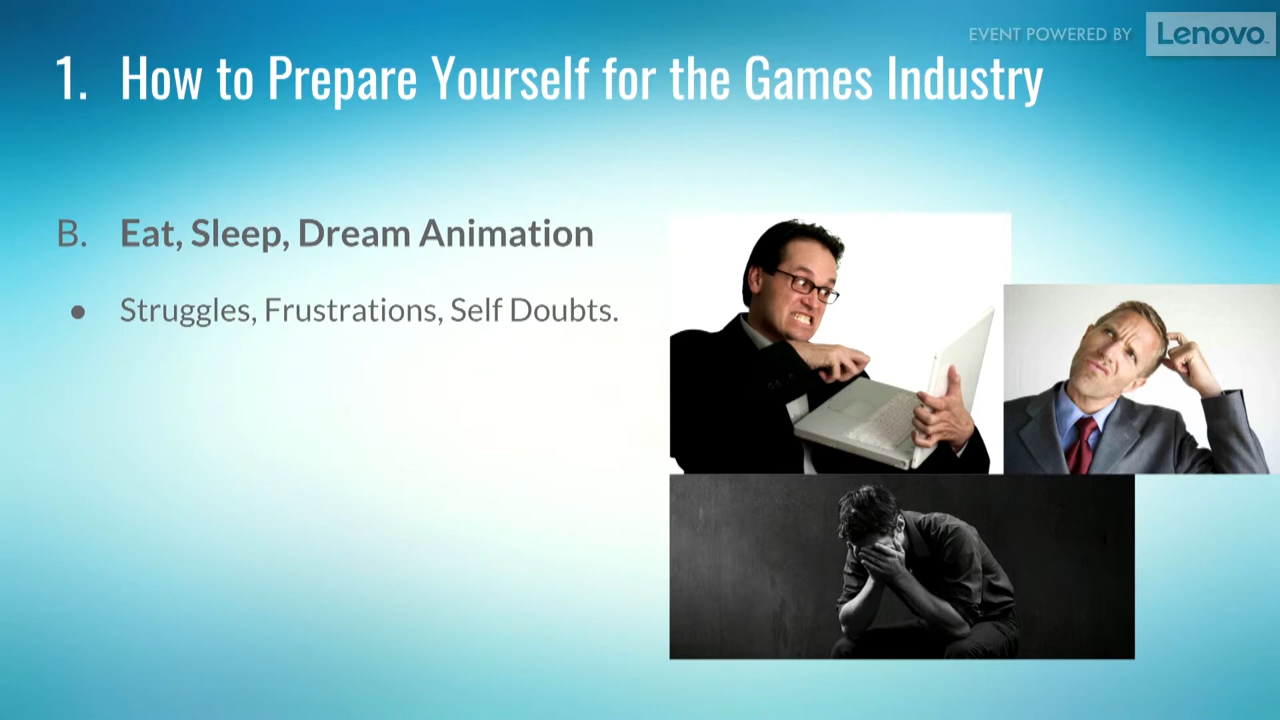 EVENT POWERED BY Lenovo
1. How to Prepare Yourself for the Games Industry
B. Eat, Sleep, Dream Animation
● Struggles, Frustrations, Self Doubts.